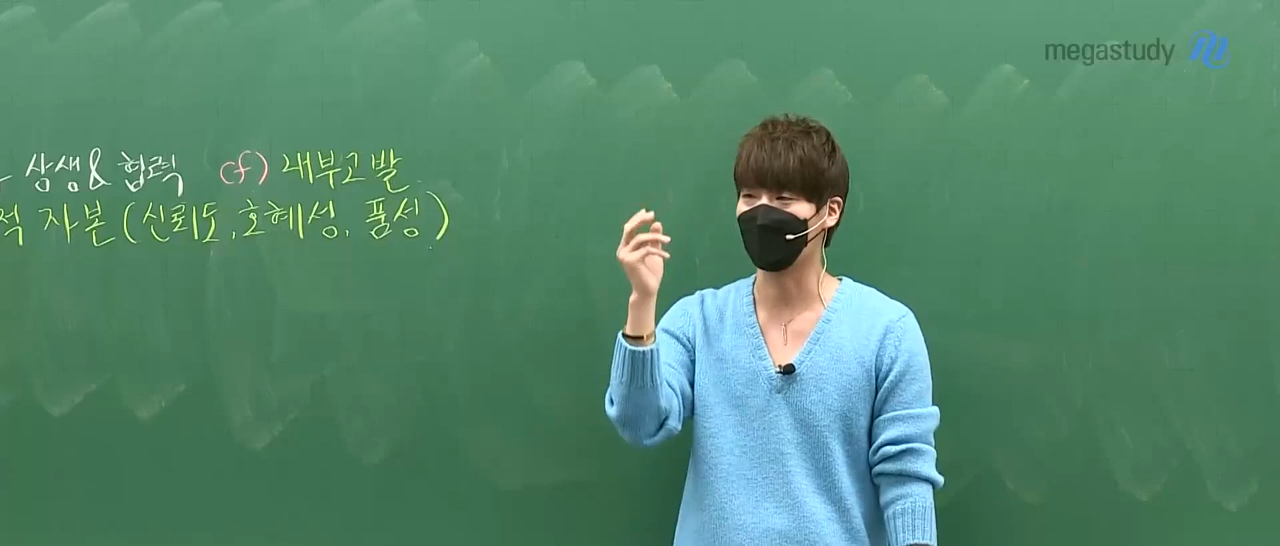 megastudy
상생 & 협력 cf) 내부고발
적 자본 (신뢰도, 호혜성, 품성)